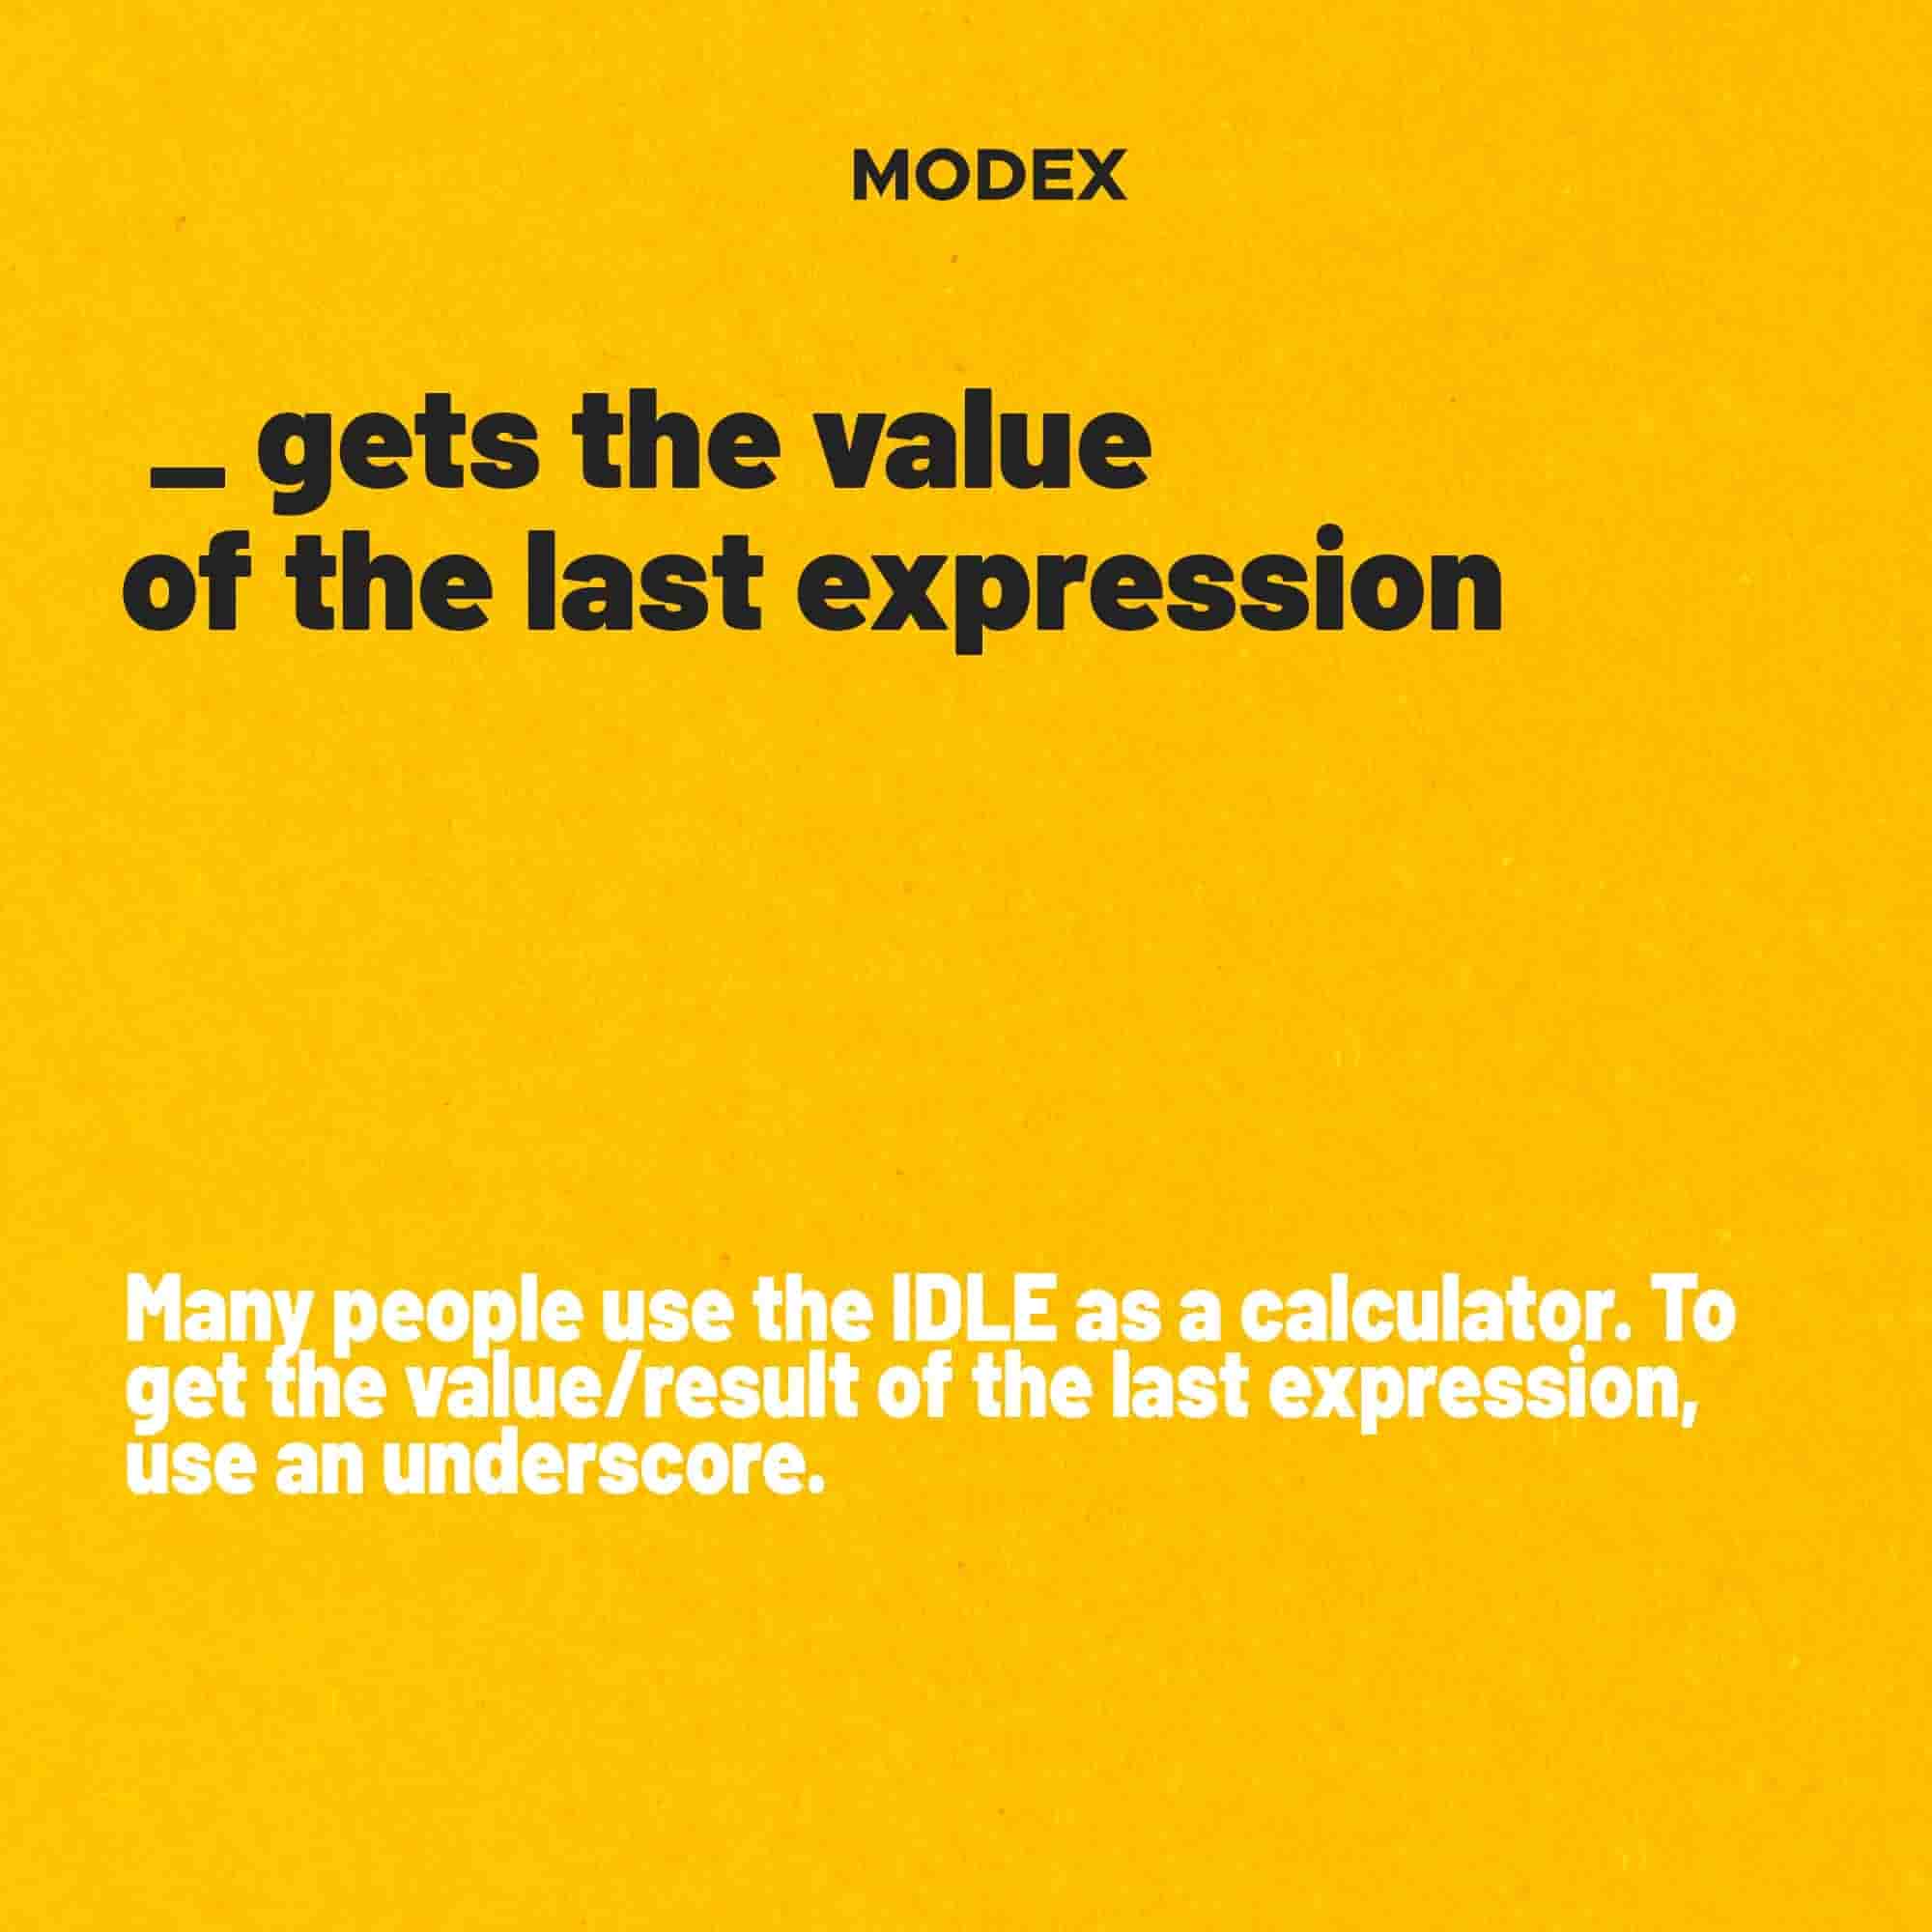 MODEX
_ gets the value
of the last expression
Many people use the IDLE as a calculator. To
get the value/result of the last expression,
use an underscore.